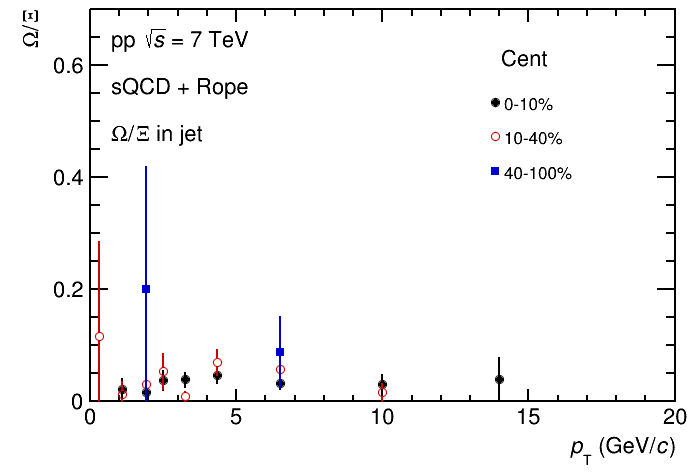 Ω/Ξ
pp √s = 7 TeV
sQCD + Rope
Ω/Ξ in jet
Cent
0-10%
10-40%
40-100%
0.6
0.4
0.2
0
0 5 10 15 20
p_T (GeV/c)